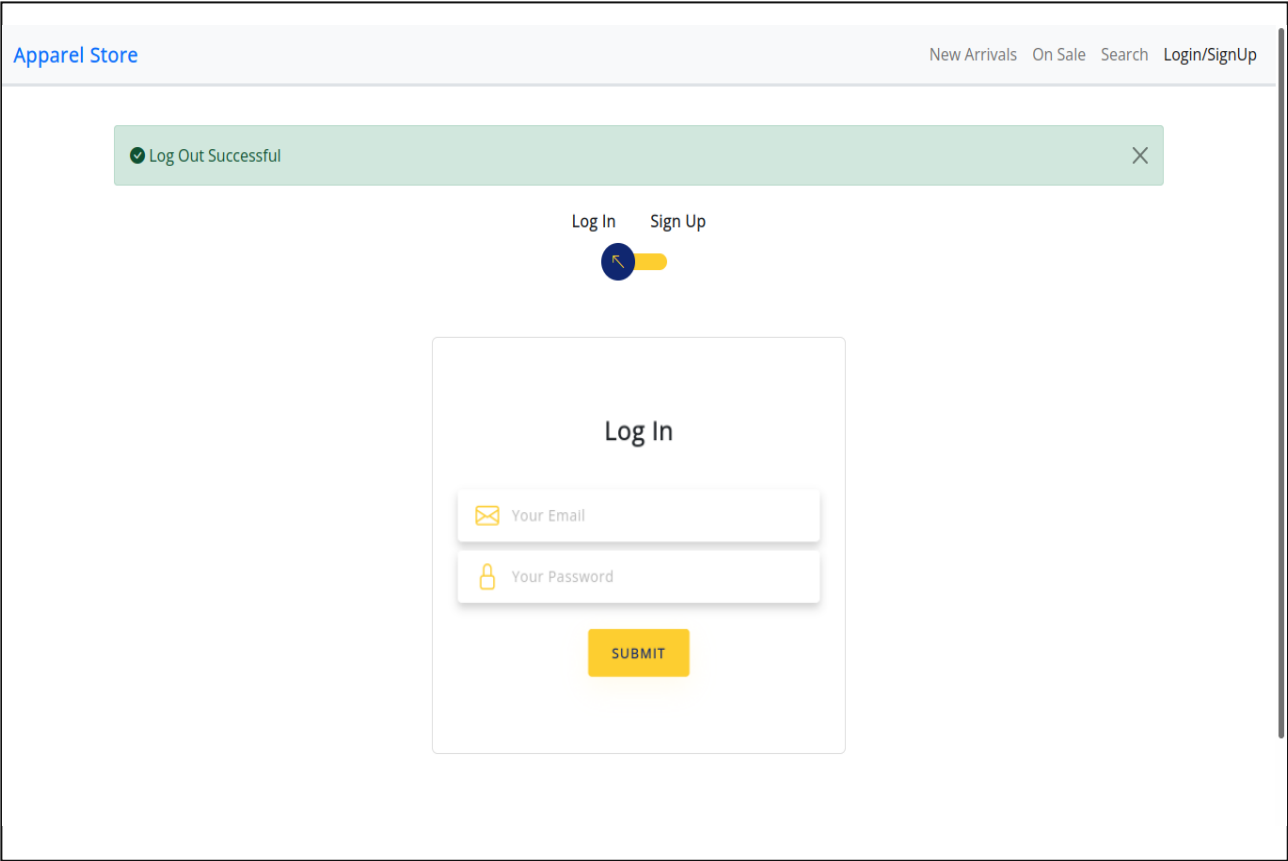 Apparel Store
New Arrivals On Sale Search Login/SignUp
Log Out Successful
Log In Sign Up
Log In
Your Email
Your Password
SUBMIT